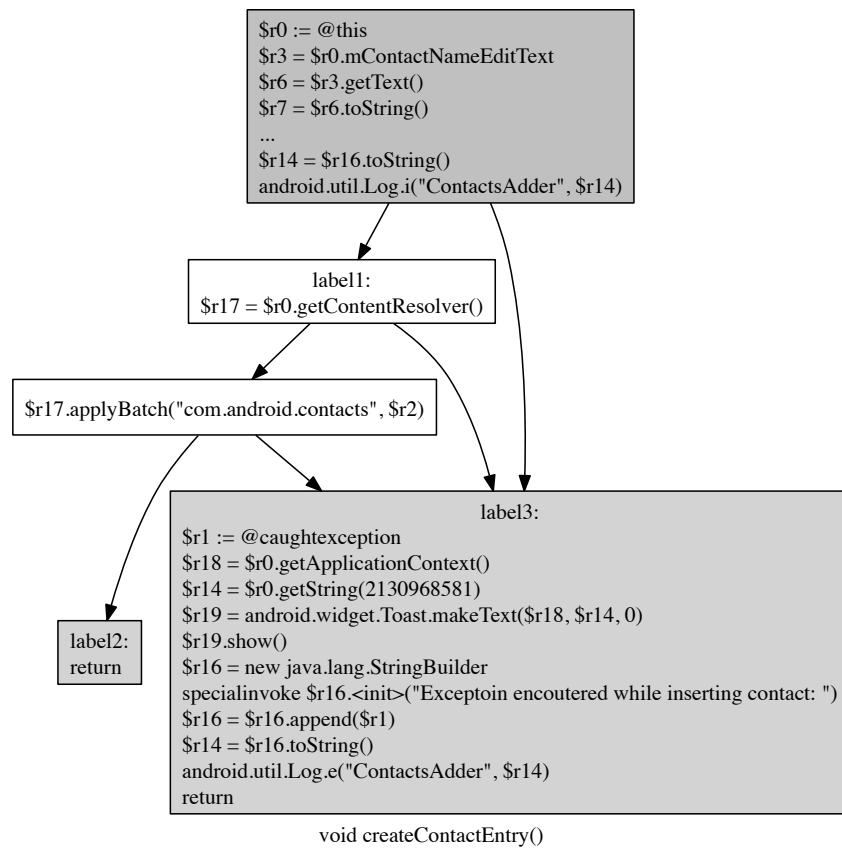 $r0 := @this
$r3 = $r0.mContactNameEditText
$r6 = $r3.getText()
$r7 = $r6.toString()
...
$r14 = $r16.toString()
android.util.Log.i("ContactsAdder", $r14)
label1:
$r17 = $r0.getContentResolver()
$r17.applyBatch("com.android.contacts", $r2)
label2:
return
label3:
$r1 := @caughtexception
$r18 = $r0.getApplicationContext()
$r14 = $r0.getString(2130968581)
$r19 = android.widget.Toast.makeText($r18, $r14, 0)
$r19.show()
$r16 = new java.lang.StringBuilder
specialinvoke $r16.<init>("Exceptoin encoutered while inserting contact: ")
$r16 = $r16.append($r1)
$r14 = $r16.toString()
android.util.Log.e("ContactsAdder", $r14)
return
void createContactEntry()